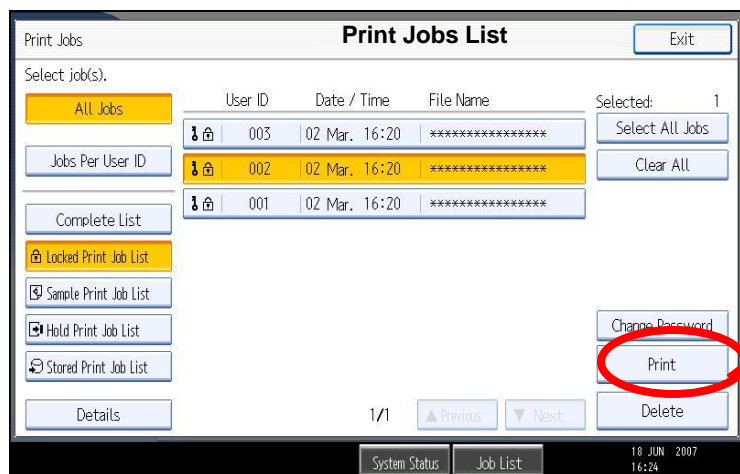 Print Jobs
Print Jobs List
Exit
Select job(s).
All Jobs
Jobs Per User ID
Complete List
Locked Print Job List
Sample Print Job List
Hold Print Job List
Stored Print Job List
Details
User ID Date / Time File Name
003 02 Mar. 16:20 ****************
002 02 Mar. 16:20 ****************
001 02 Mar. 16:20 ****************
1/1 ▲ Previous ▼ Next
Selected: 1
Select All Jobs
Clear All
Change Password
Print
Delete
System Status Job List
18 JUN 2007
16:24